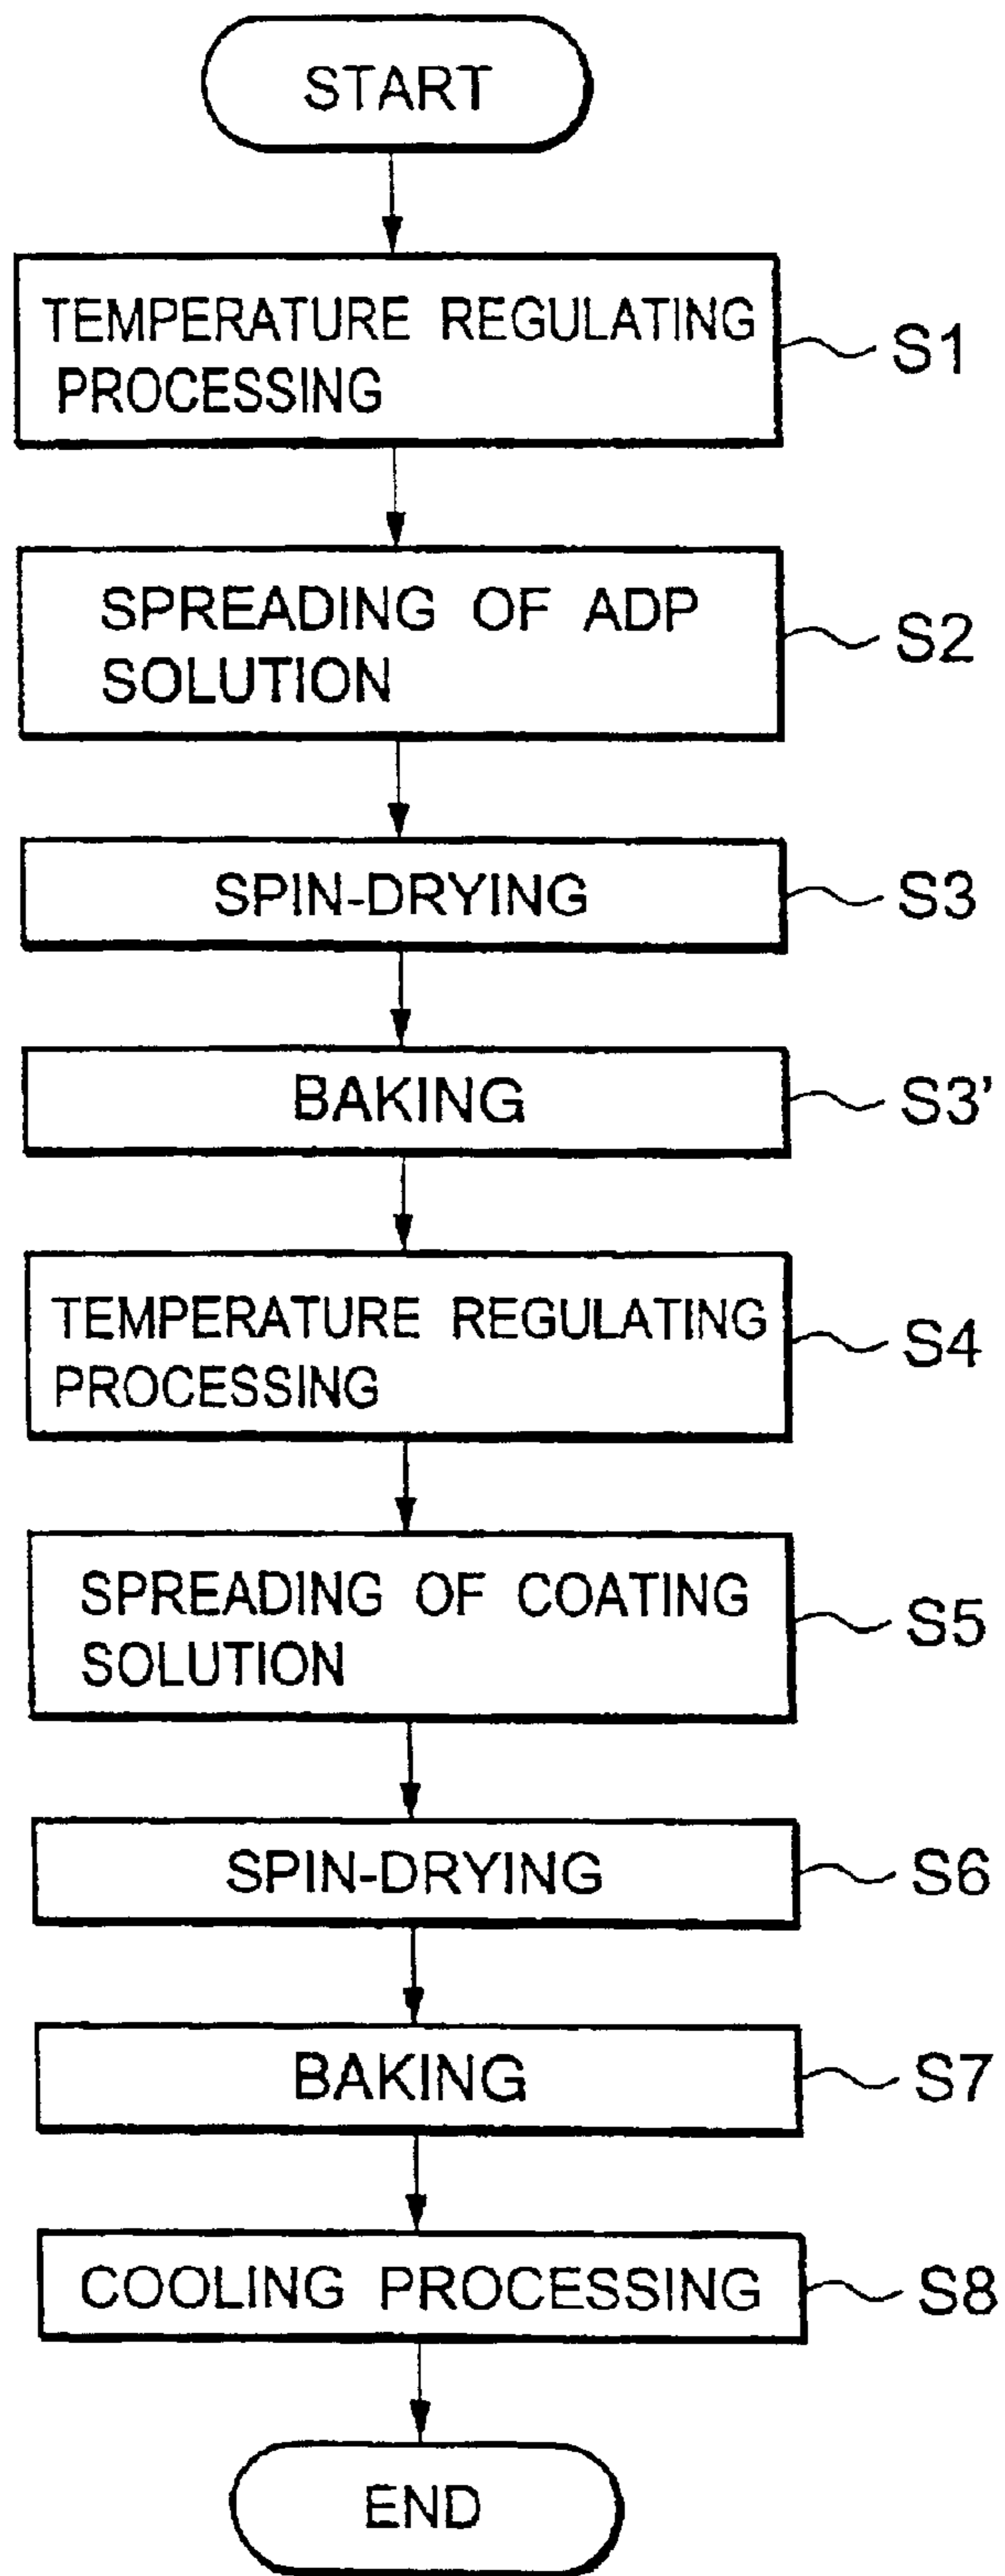 START
TEMPERATURE REGULATING
PROCESSING
S1
SPREADING OF ADP
SOLUTION
S2
SPIN-DRYING
S3
BAKING
S3'
TEMPERATURE REGULATING
PROCESSING
S4
SPREADING OF COATING
SOLUTION
S5
SPIN-DRYING
S6
BAKING
S7
COOLING PROCESSING
S8
END